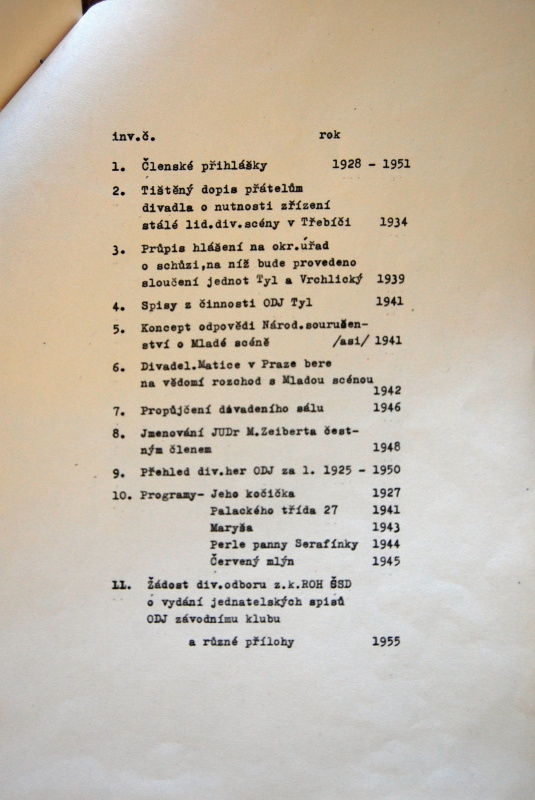 inv.č. rok
1. Členské přihlášky 1928 - 1951
2. Tištěný dopis přátelům
divadla o nutnosti zřízení
stálé lid.div.scény v Třebíči 1934
3. Průpis hlášení na okr.úřad
o schůzi,na níž bude provedeno
sloučení jednot Tyl a Vrchlický 1939
4. Spisy z činnosti ODJ Tyl 1941
5. Koncept odpovědi Národ.souručen-
ství o Mladé scéně /asi/ 1941
6. Divadel.Matice v Praze bere
na vědomí rozchod s Mladou scénou
1942
7. Propůjčení dávadeního sálu 1946
8. Jmenování JUDr M.Zeiberta čest-
ným členem 1948
9. Přehled div.her ODJ za l. 1925 - 1950
10. Programy- Jeho kočička 1927
Palackého třída 27 1941
Maryša 1943
Perle panny Serafínky 1944
Červený mlýn 1945
11. Žádost div.odboru z.k.ROH ŠSD
o vydání jednatelských spisů
ODJ závodnímu klubu
a různé přílohy 1955